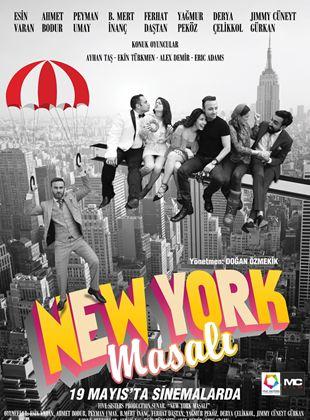 ESİN VARAN
AHMET BODUR
PEYMAN UMAY
B. MERT İNANÇ
FERHAT DAŞTAN
YAĞMUR PEKÖZ
DERYA ÇELİKKOL
JIMMY CÜNEYT GÜRKAN
KONUK OYUNCULAR
AYHAN TAŞ - EKİN TÜRKMEN - ALEX DEMİR - ERIC ADAMS
Yönetmen: DOĞAN ÖZMEKİK
NEW YORK
Masalı
19 MAYIS'TA SİNEMALARDA
MC